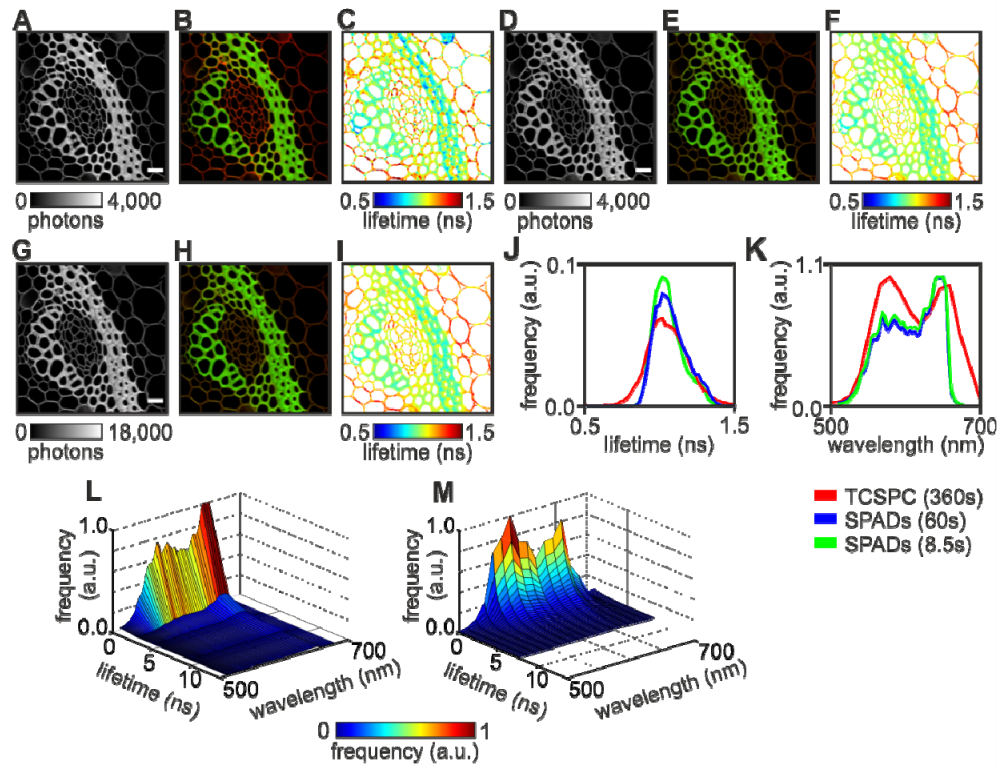 A B C D E F
0 4,000 0.5 1.5 0 4,000 0.5 1.5
photons lifetime (ns) photons lifetime (ns)
G H I J K
0.1 1.1
frequency (a.u.) frequency (a.u.)
0.0 0.0
0.5 1.5 500 700
lifetime (ns) wavelength (nm)
0 18,000 0.5 1.5
photons lifetime (ns)
L M
TCSPC (360s)
SPADs (60s)
SPADs (8.5s)
1.0 1.0
frequency frequency
(a.u.) (a.u.)
0.0 0.0
0 5 10 500 700 0 5 10 500 700
lifetime (ns) wavelength (nm) lifetime (ns) wavelength (nm)
0 1
frequency (a.u.)